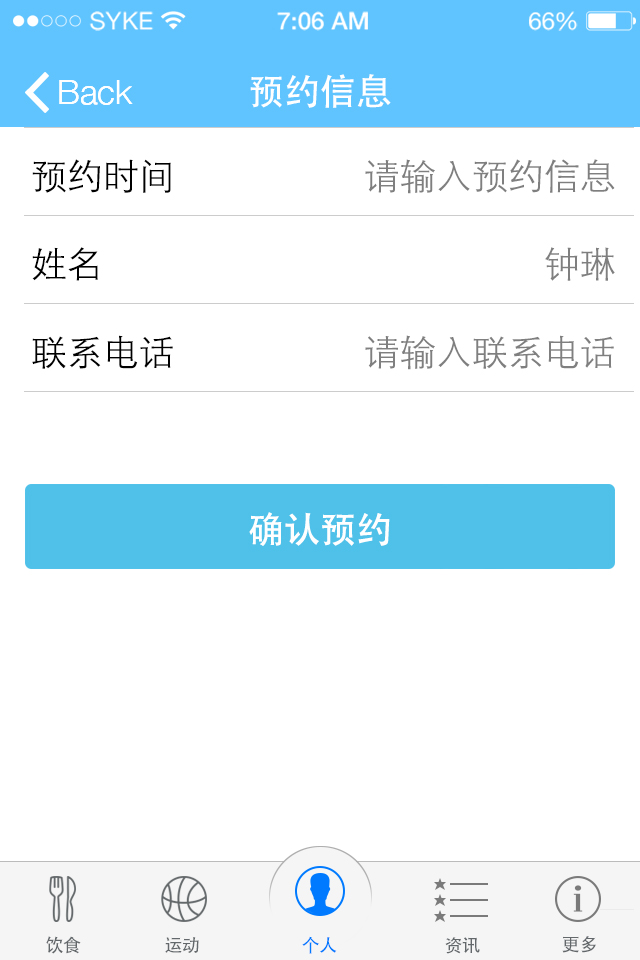 SYKE 7:06 AM 66%
Back 预约信息
预约时间 请输入预约信息
姓名 钟琳
联系电话 请输入联系电话
确认预约
饮食 运动 个人 资讯 更多